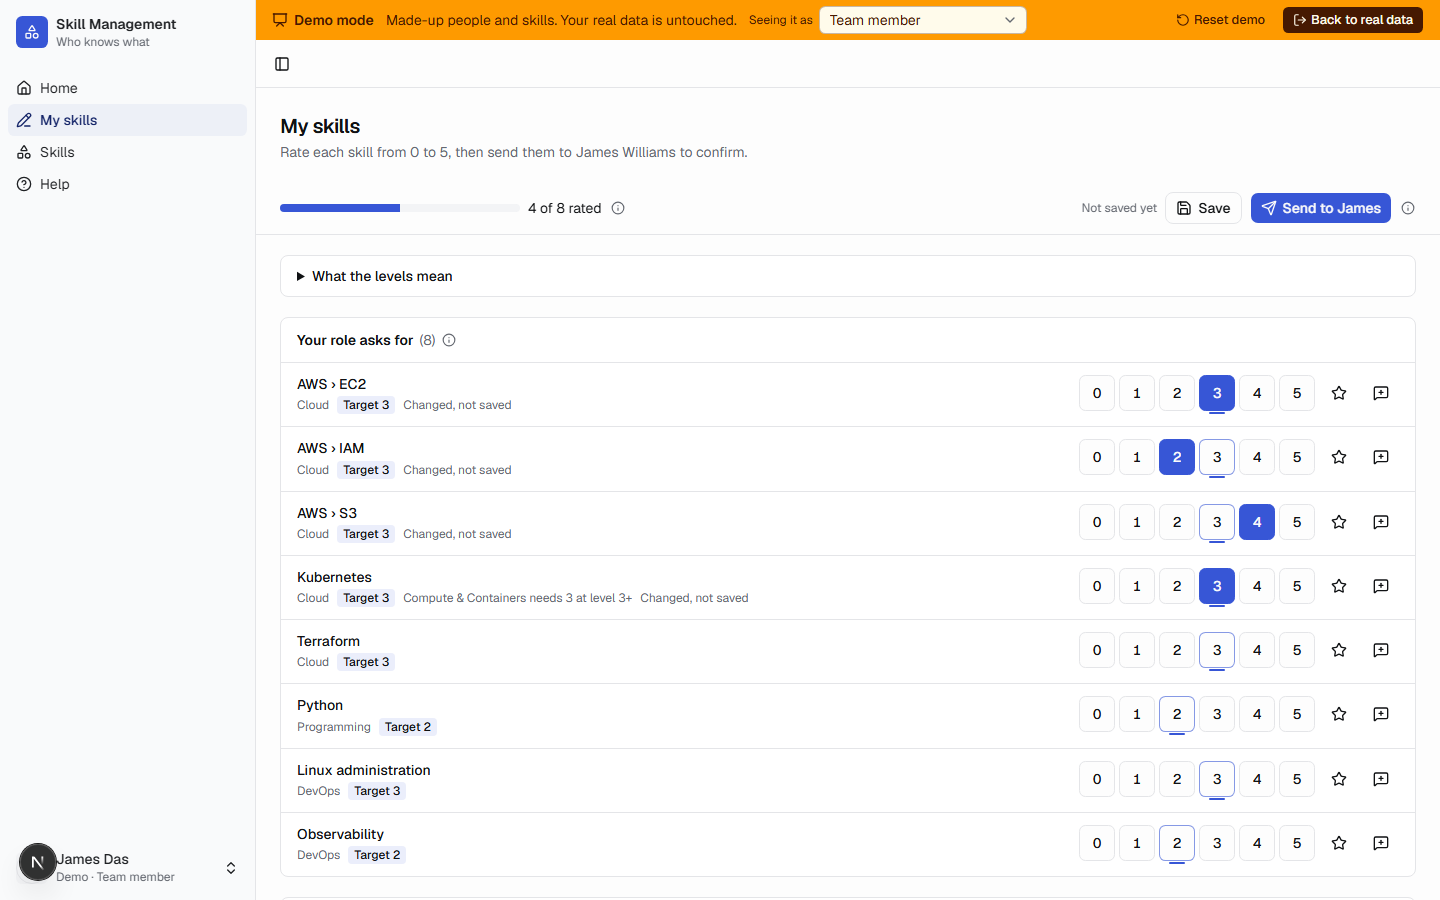 Skill Management
Who knows what
Home
My skills
Skills
Help
N
James Das
Demo · Team member
Demo mode Made-up people and skills. Your real data is untouched. Seeing it as Team member Reset demo Back to real data
My skills
Rate each skill from 0 to 5, then send them to James Williams to confirm.
4 of 8 rated Not saved yet Save Send to James
What the levels mean
Your role asks for (8)
AWS › EC2
Cloud Target 3 Changed, not saved
0 1 2 3 4 5
AWS › IAM
Cloud Target 3 Changed, not saved
0 1 2 3 4 5
AWS › S3
Cloud Target 3 Changed, not saved
0 1 2 3 4 5
Kubernetes
Cloud Target 3 Compute & Containers needs 3 at level 3+ Changed, not saved
0 1 2 3 4 5
Terraform
Cloud Target 3
0 1 2 3 4 5
Python
Programming Target 2
0 1 2 3 4 5
Linux administration
DevOps Target 3
0 1 2 3 4 5
Observability
DevOps Target 2
0 1 2 3 4 5